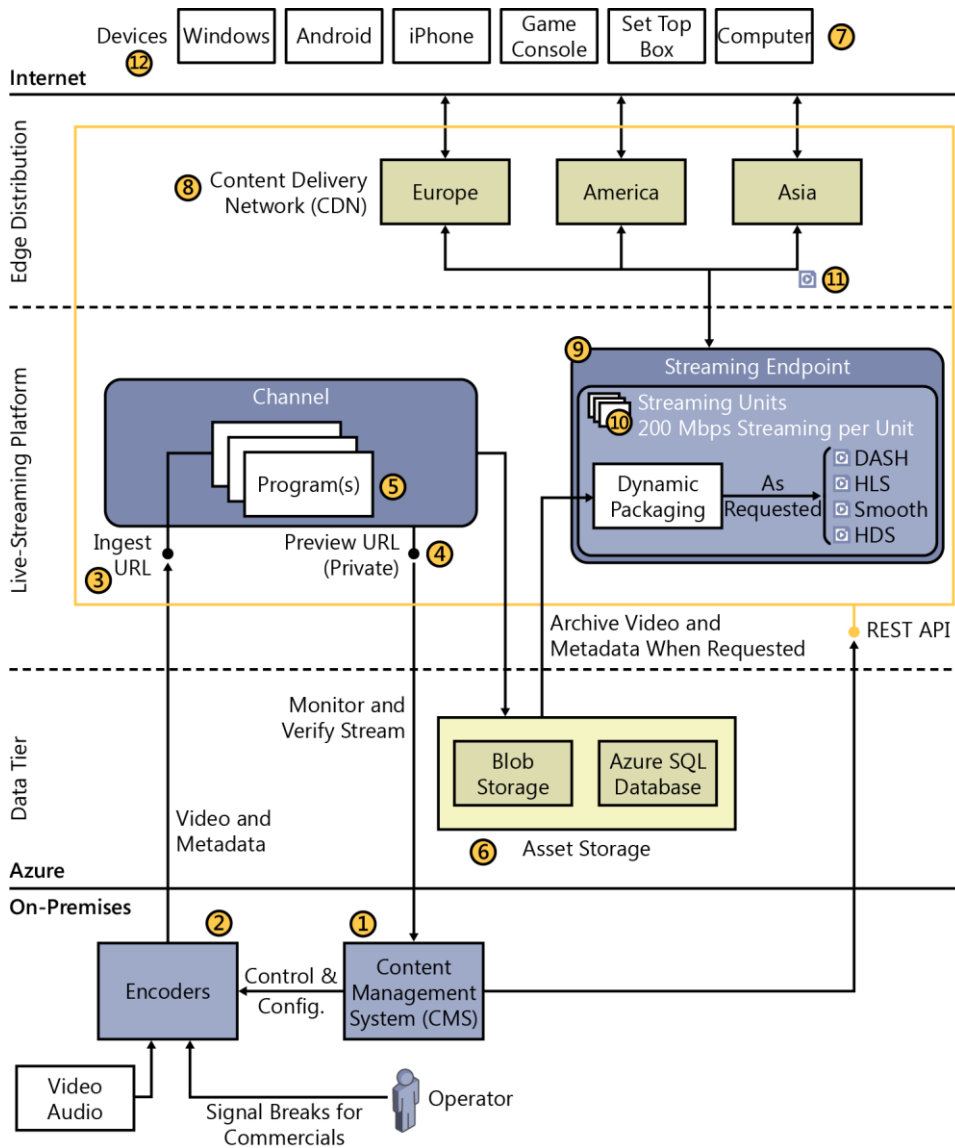 Devices
12
Windows
Android
iPhone
Game
Console
Set Top
Box
Computer
7
Internet
Edge Distribution
8
Content Delivery
Network (CDN)
Europe
America
Asia
11
Live-Streaming Platform
Channel
Program(s)
5
Ingest
URL
3
Preview URL
(Private)
4
9
Streaming Endpoint
10
Streaming Units
200 Mbps Streaming per Unit
Dynamic
Packaging
As
Requested
DASH
HLS
Smooth
HDS
Archive Video and
Metadata When Requested
REST API
Data Tier
Monitor and
Verify Stream
Blob
Storage
Azure SQL
Database
6
Asset Storage
Video and
Metadata
Azure
On-Premises
2
Encoders
Control &
Config.
1
Content
Management
System (CMS)
Video
Audio
Signal Breaks for
Commercials
Operator